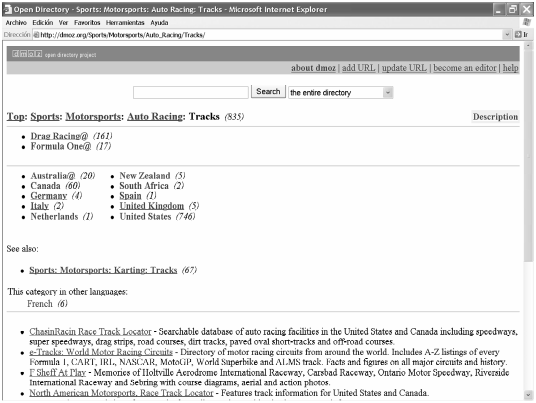 Open Directory - Sports: Motorsports: Auto Racing: Tracks - Microsoft Internet Explorer
Archivo Edición Ver Favoritos Herramientas Ayuda
Dirección http://dmoz.org/Sports/Motorsports/Auto_Racing/Tracks/ Ir
dmoz open directory project
about dmoz | add URL | update URL | become an editor | help
Search the entire directory
Top: Sports: Motorsports: Auto Racing: Tracks (835) Description
• Drag Racing@ (161)
• Formula One@ (17)
• Australia@ (20)
• Canada (60)
• Germany (4)
• Italy (2)
• Netherlands (1)
• New Zealand (5)
• South Africa (2)
• Spain (1)
• United Kingdom (5)
• United States (746)
See also:
• Sports: Motorsports: Karting: Tracks (67)
This category in other languages:
French (6)
• ChasinRacin Race Track Locator - Searchable database of auto racing facilities in the United States and Canada including speedways,
super speedways, drag strips, road courses, dirt tracks, paved oval short-tracks and off-road courses.
• e-Tracks: World Motor Racing Circuits - Directory of motor racing circuits from around the world. Includes A-Z listings of every
Formula 1, CART, IRL, NASCAR, MotoGP, World Superbike and ALMS track. Facts and figures on all major circuits and history.
• F Sheff At Play - Memories of Holtville Aerodrome International Raceway, Carlsbad Raceway, Ontario Motor Speedway, Riverside
International Raceway and Sebring with course diagrams, aerial and action photos.
• North American Motorsports, Race Track Locator - Features track information for United States and Canada.